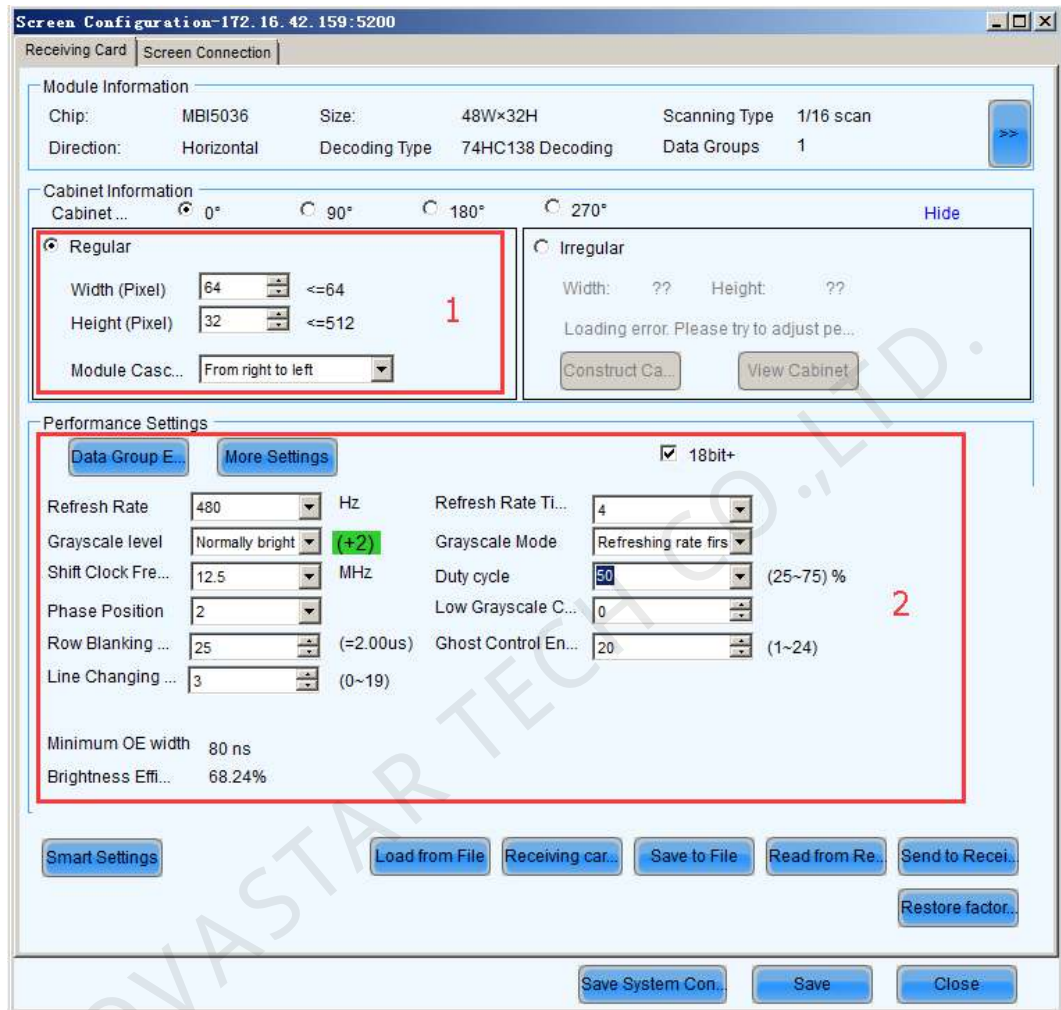 Screen Configuration-172.16.42.159:5200
Receiving Card Screen Connection
Module Information
Chip: MBI5036 Size: 48W×32H Scanning Type 1/16 scan
Direction: Horizontal Decoding Type 74HC138 Decoding Data Groups 1
>>
Cabinet Information
Cabinet ... 0° 90° 180° 270° Hide
Regular
Width (Pixel) 64 <=64
Height (Pixel) 32 <=512
Module Casc... From right to left
1
Irregular
Width: ?? Height: ??
Loading error. Please try to adjust pe...
Construct Ca... View Cabinet
Performance Settings
Data Group E... More Settings 18bit+
Refresh Rate 480 Hz Refresh Rate Ti... 4
Grayscale level Normally bright (+2) Grayscale Mode Refreshing rate firs
Shift Clock Fre... 12.5 MHz Duty cycle 50 (25~75) %
Phase Position 2 Low Grayscale C... 0
2
Row Blanking ... 25 (=2.00us) Ghost Control En... 20 (1~24)
Line Changing ... 3 (0~19)
Minimum OE width 80 ns
Brightness Effi... 68.24%
Smart Settings Load from File Receiving car... Save to File Read from Re... Send to Recei...
Restore factor...
Save System Con... Save Close
OVASTAR TECH CO.,LTD.